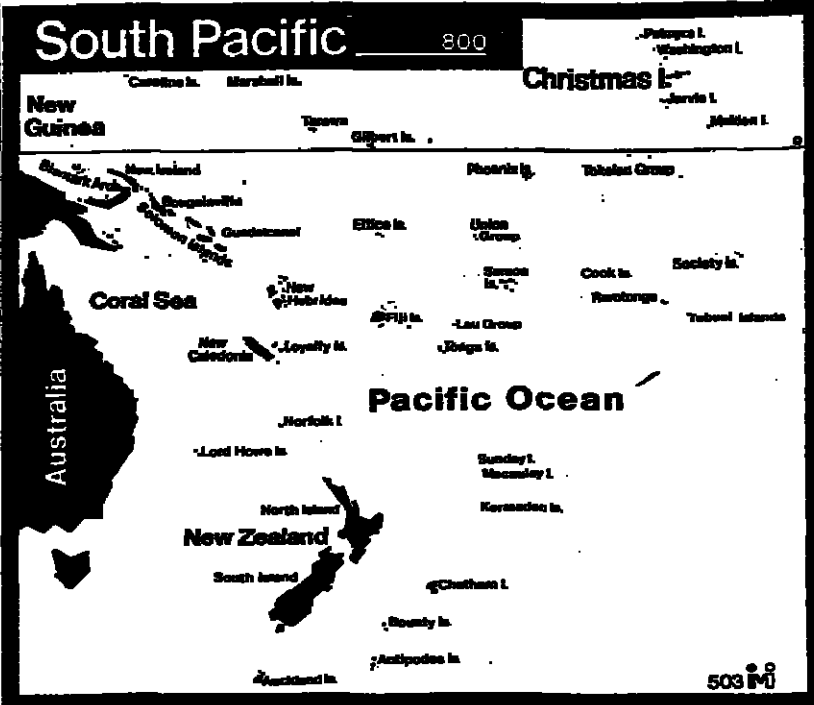 South Pacific 800
Palmyra I.
Washington I.
Christmas I.
Jarvis I.
Malden I.
Caroline Is.
Marshall Is.
New
Guinea
Tarawa
Gilbert Is.
Bismark Arch.
New Ireland
Bougainville
Solomon Islands
Guadalcanal
Phoenix Is.
Tokelau Group
Ellice Is.
Union
Group
Samoa
Is.
Cook Is.
Society Is.
Rarotonga
Tubuai Islands
Coral Sea
New
Hebrides
Fiji Is.
Lau Group
New
Caledonia
Loyalty Is.
Tonga Is.
Pacific Ocean
Australia
Norfolk I.
Lord Howe Is.
Sunday I.
Macauley I.
Kermadec Is.
North Island
New Zealand
South Island
Chatham I.
Bounty Is.
Antipodes Is.
Auckland Is.
503